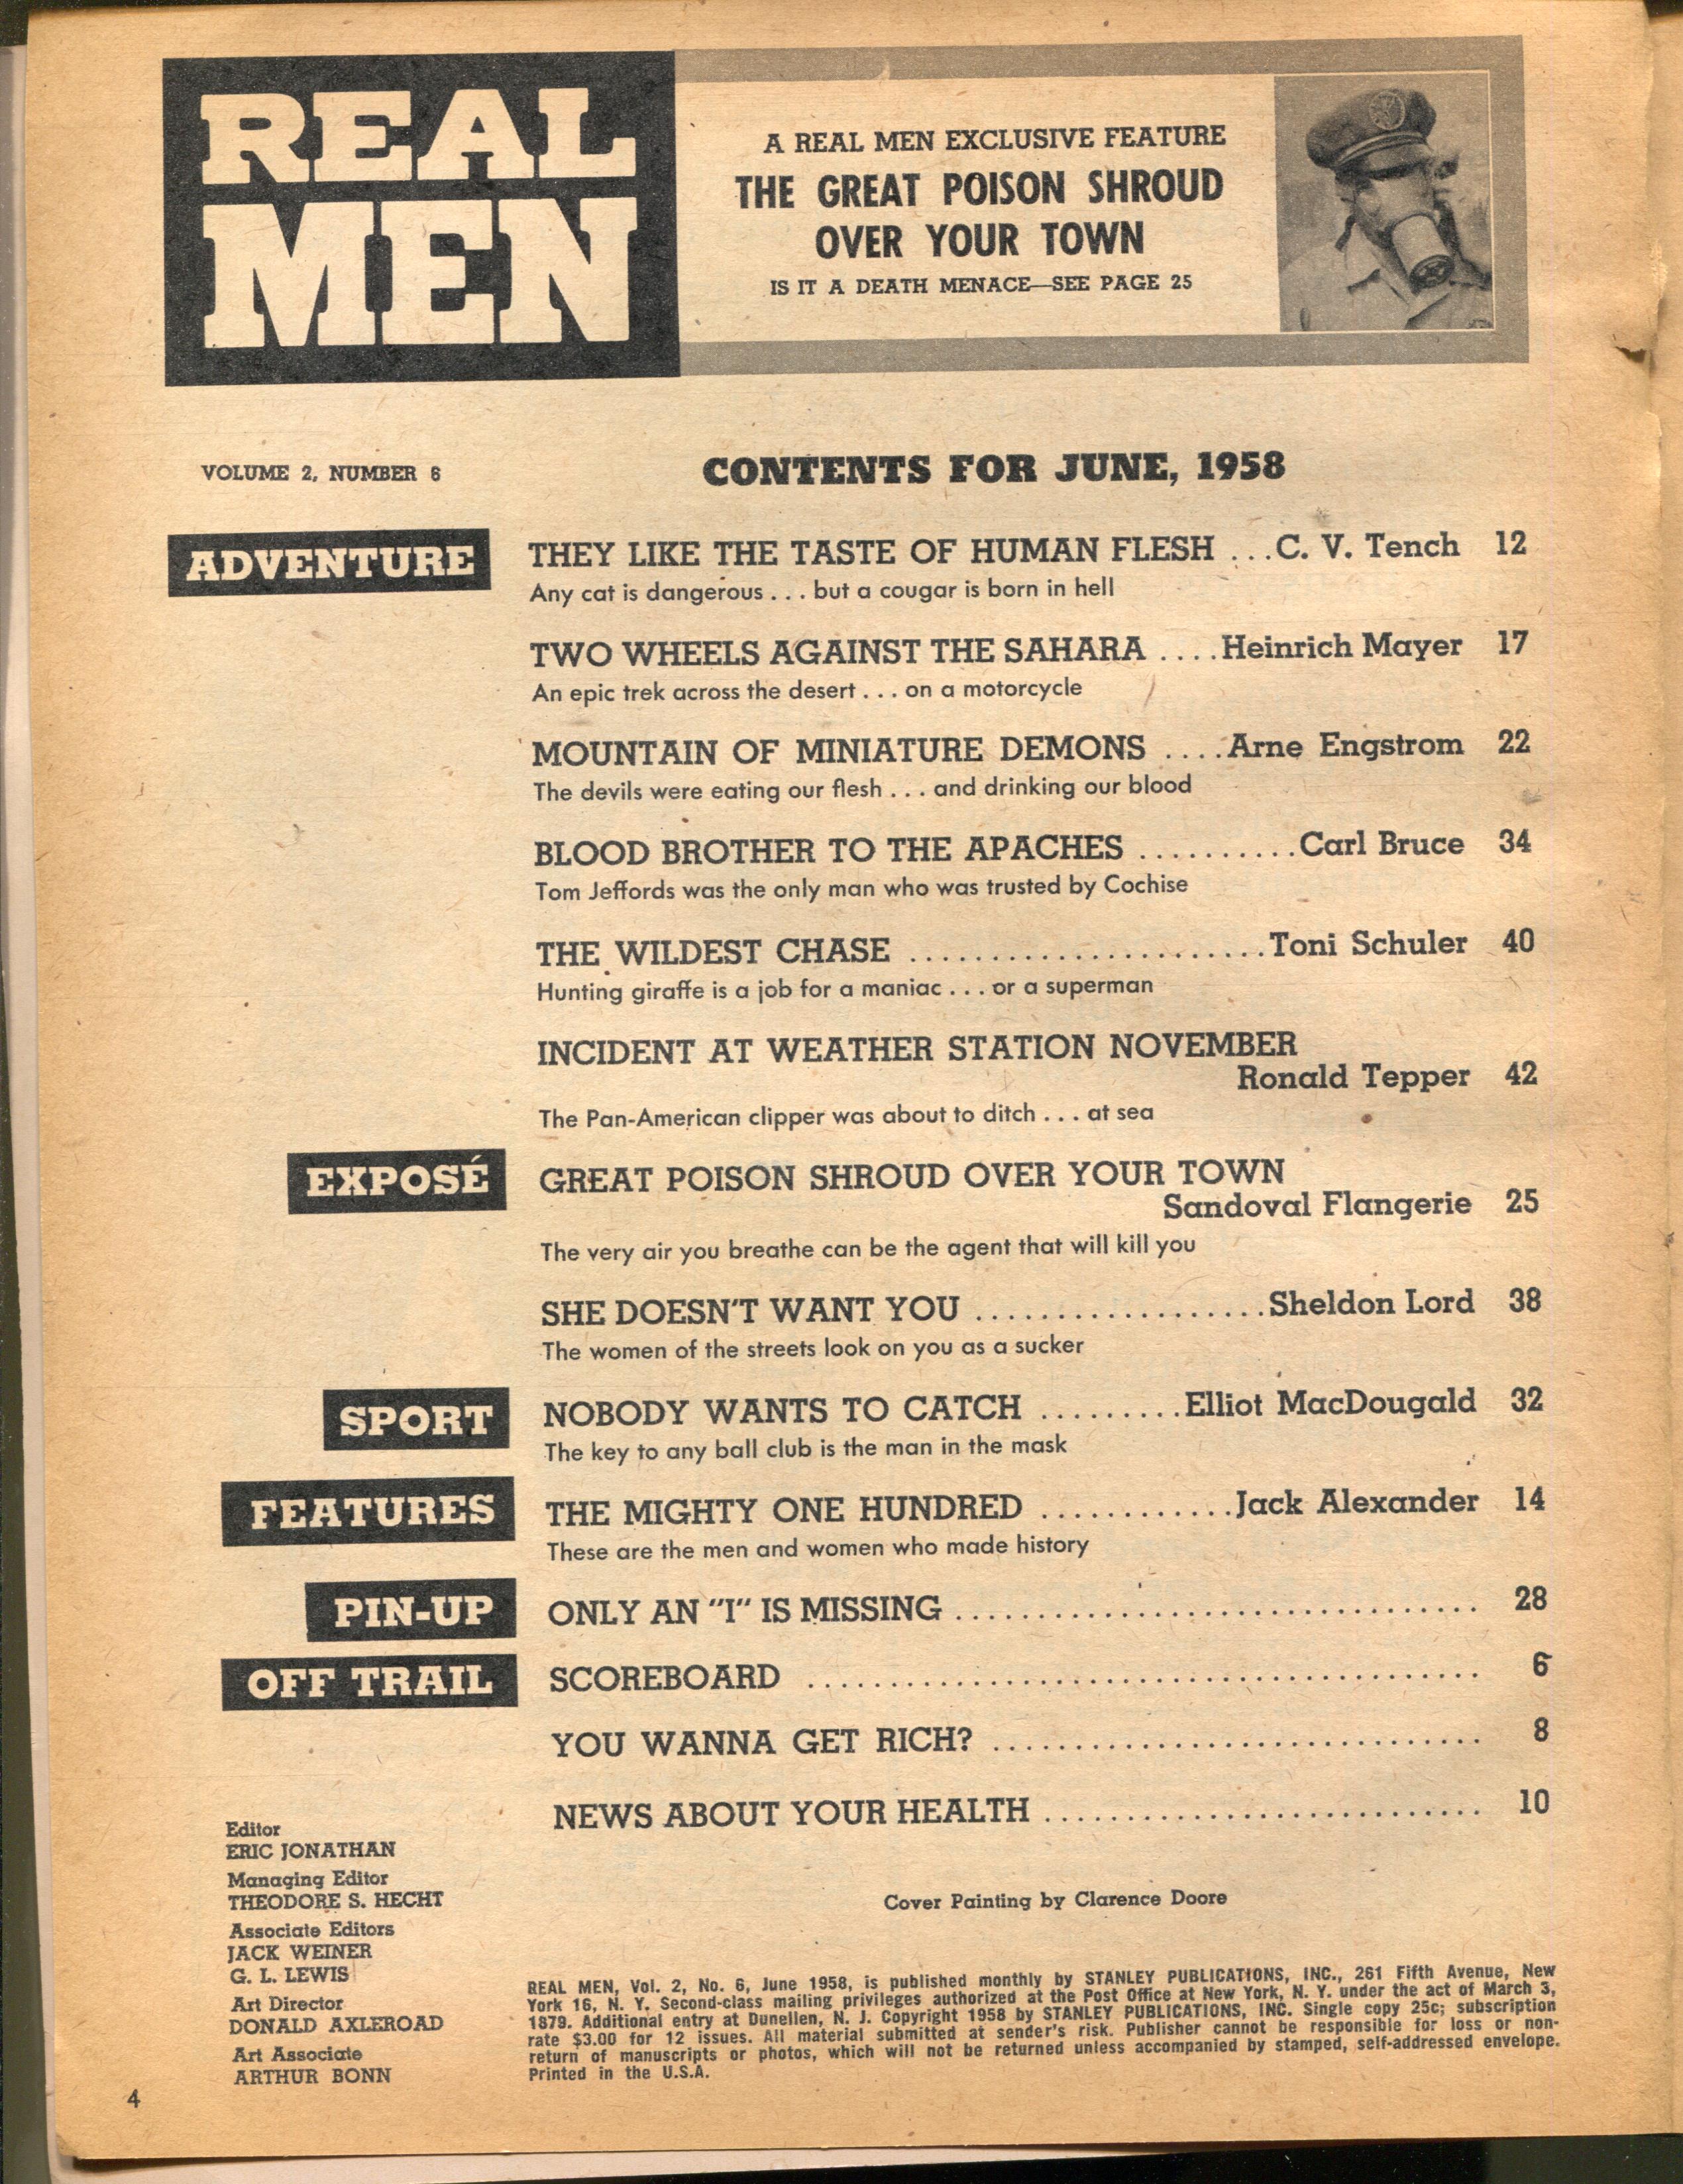 REAL
MEN
A REAL MEN EXCLUSIVE FEATURE
THE GREAT POISON SHROUD
OVER YOUR TOWN
IS IT A DEATH MENACE—SEE PAGE 25
VOLUME 2, NUMBER 6
CONTENTS FOR JUNE, 1958
ADVENTURE
THEY LIKE THE TASTE OF HUMAN FLESH ...C. V. Tench 12
Any cat is dangerous . . . but a cougar is born in hell
TWO WHEELS AGAINST THE SAHARA ....Heinrich Mayer 17
An epic trek across the desert . . . on a motorcycle
MOUNTAIN OF MINIATURE DEMONS ....Arne Engstrom 22
The devils were eating our flesh . . . and drinking our blood
BLOOD BROTHER TO THE APACHES ..........Carl Bruce 34
Tom Jeffords was the only man who was trusted by Cochise
THE WILDEST CHASE ......................Toni Schuler 40
Hunting giraffe is a job for a maniac . . . or a superman
INCIDENT AT WEATHER STATION NOVEMBER
Ronald Tepper 42
The Pan-American clipper was about to ditch . . . at sea
EXPOSÉ
GREAT POISON SHROUD OVER YOUR TOWN
Sandoval Flangerie 25
The very air you breathe can be the agent that will kill you
SHE DOESN'T WANT YOU ..................Sheldon Lord 38
The women of the streets look on you as a sucker
SPORT
NOBODY WANTS TO CATCH .........Elliot MacDougald 32
The key to any ball club is the man in the mask
FEATURES
THE MIGHTY ONE HUNDRED ............Jack Alexander 14
These are the men and women who made history
PIN-UP
ONLY AN "I" IS MISSING ................................ 28
OFF TRAIL
SCOREBOARD ......................................... 6
YOU WANNA GET RICH? .............................. 8
NEWS ABOUT YOUR HEALTH ........................... 10
Editor
ERIC JONATHAN
Managing Editor
THEODORE S. HECHT
Associate Editors
JACK WEINER
G. L. LEWIS
Art Director
DONALD AXLEROAD
Art Associate
ARTHUR BONN
Cover Painting by Clarence Doore
REAL MEN, Vol. 2, No. 6, June 1958, is published monthly by STANLEY PUBLICATIONS, INC., 261 Fifth Avenue, New
York 16, N. Y. Second-class mailing privileges authorized at the Post Office at New York, N. Y. under the act of March 3,
1879. Additional entry at Dunellen, N. J. Copyright 1958 by STANLEY PUBLICATIONS, INC. Single copy 25c; subscription
rate $3.00 for 12 issues. All material submitted at sender's risk. Publisher cannot be responsible for loss or non-
return of manuscripts or photos, which will not be returned unless accompanied by stamped, self-addressed envelope.
Printed in the U.S.A.
4